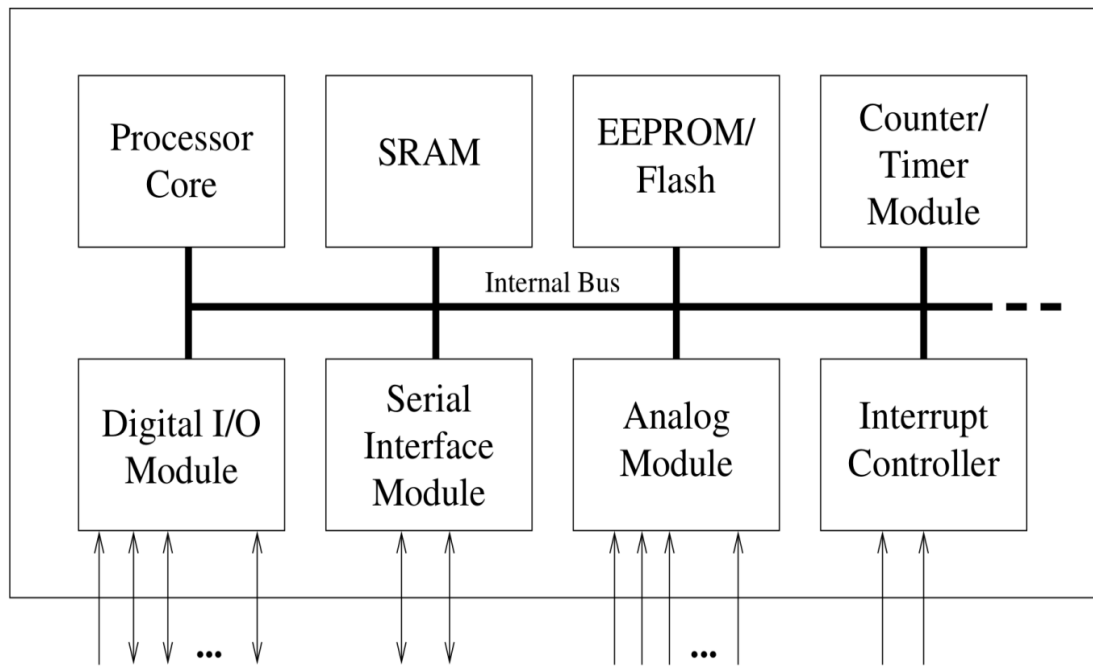 Processor
Core
SRAM
EEPROM/
Flash
Counter/
Timer
Module
Internal Bus
Digital I/O
Module
Serial
Interface
Module
Analog
Module
Interrupt
Controller
...
...